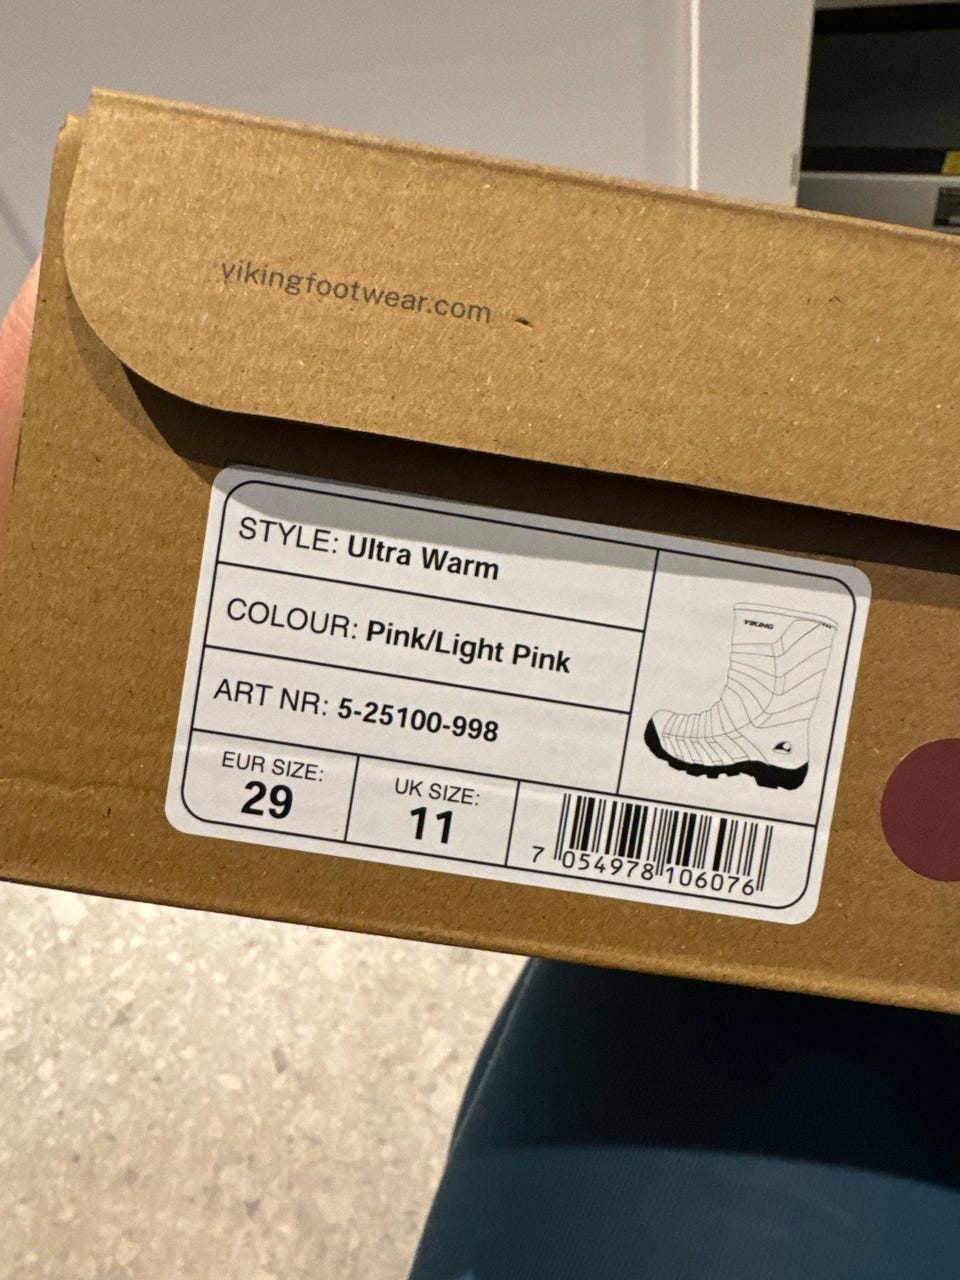 vikingfootwear.com
STYLE: Ultra Warm
COLOUR: Pink/Light Pink
ART NR: 5-25100-998
EUR SIZE:
29
UK SIZE:
11
VIKING
7 054978 106076